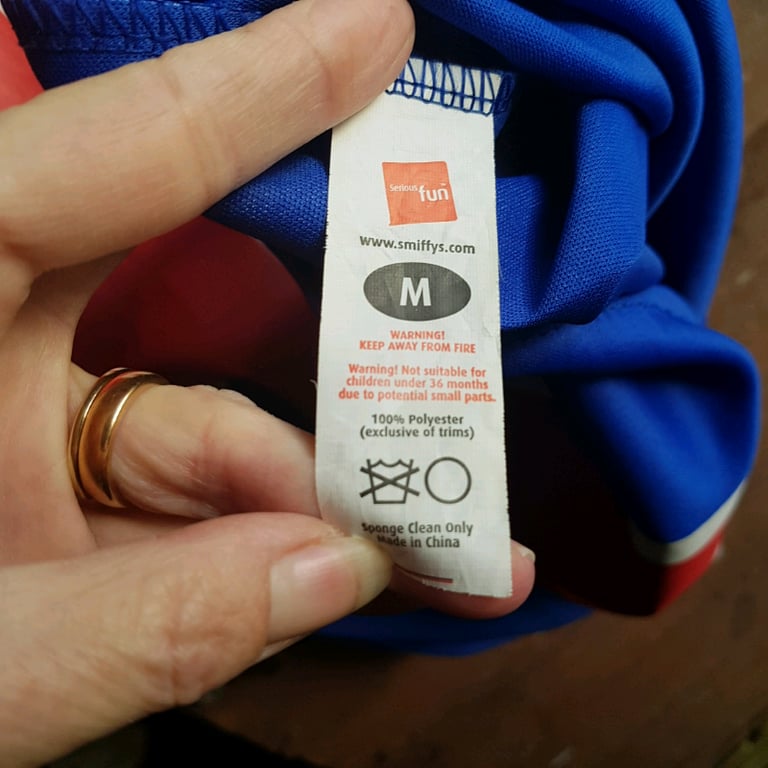 Serious fun™
www.smiffys.com
M
WARNING!
KEEP AWAY FROM FIRE
Warning! Not suitable for
children under 36 months
due to potential small parts.
100% Polyester
(exclusive of trims)
Sponge Clean Only
Made in China